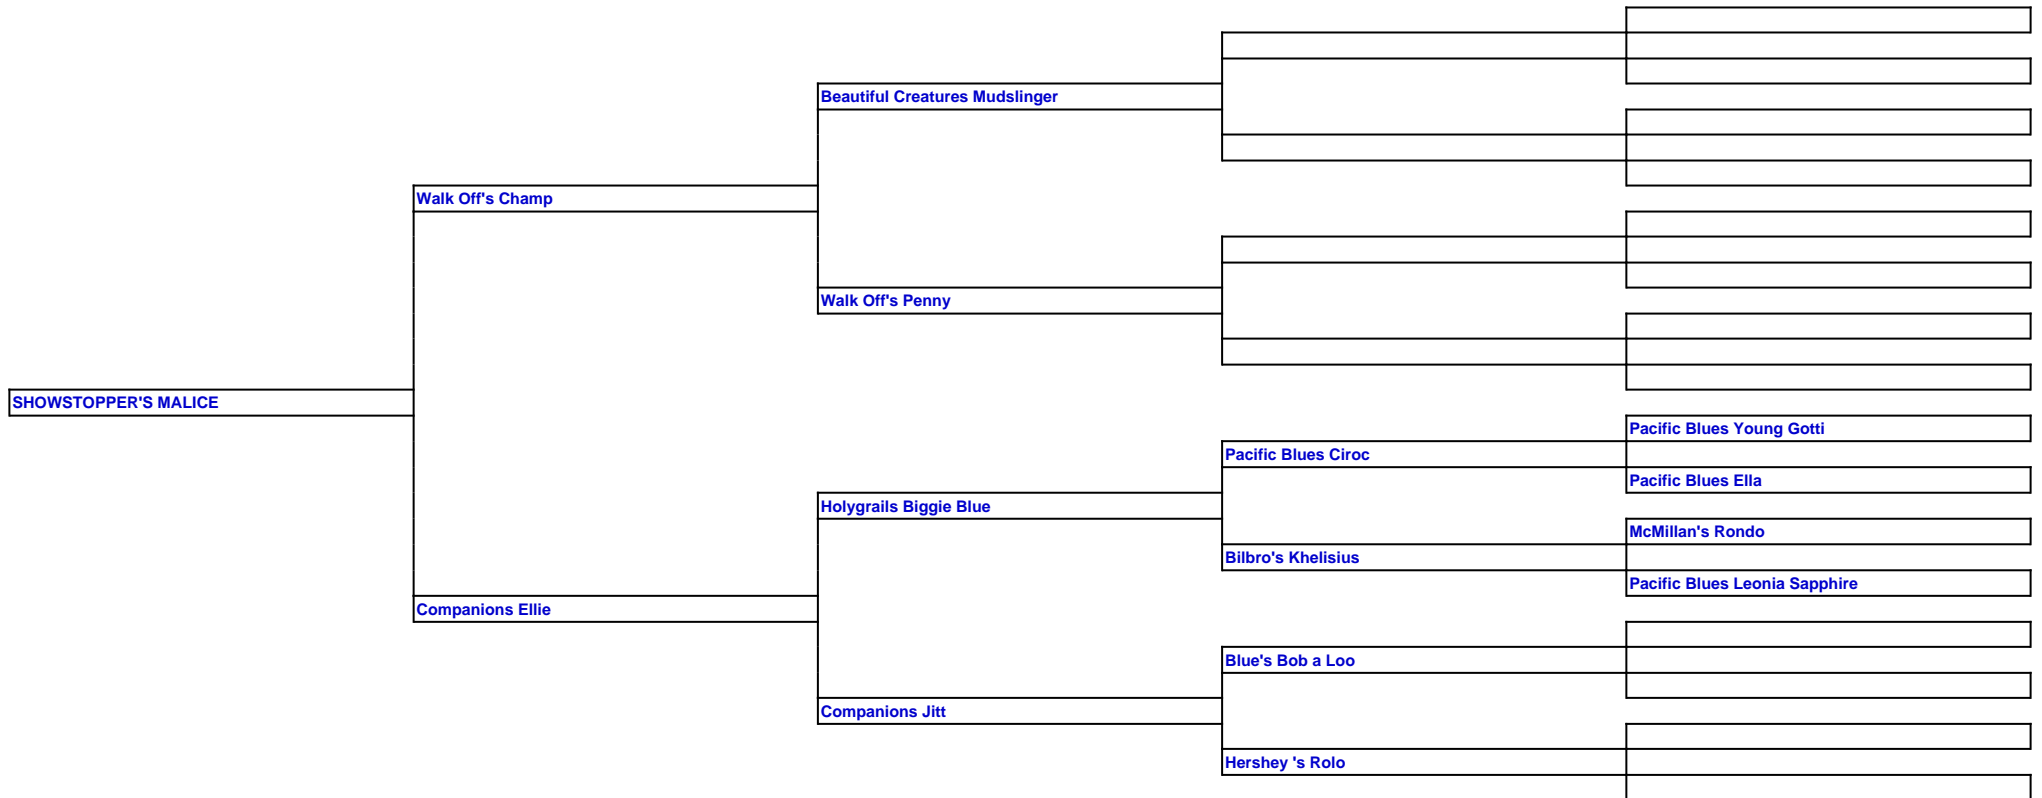 Beautiful Creatures Mudslinger
Walk Off's Champ
Walk Off's Penny
SHOWSTOPPER'S MALICE
Pacific Blues Young Gotti
Pacific Blues Ciroc
Pacific Blues Ella
Holygrails Biggie Blue
McMillan's Rondo
Bilbro's Khelisius
Pacific Blues Leonia Sapphire
Companions Ellie
Blue's Bob a Loo
Companions Jitt
Hershey 's Rolo